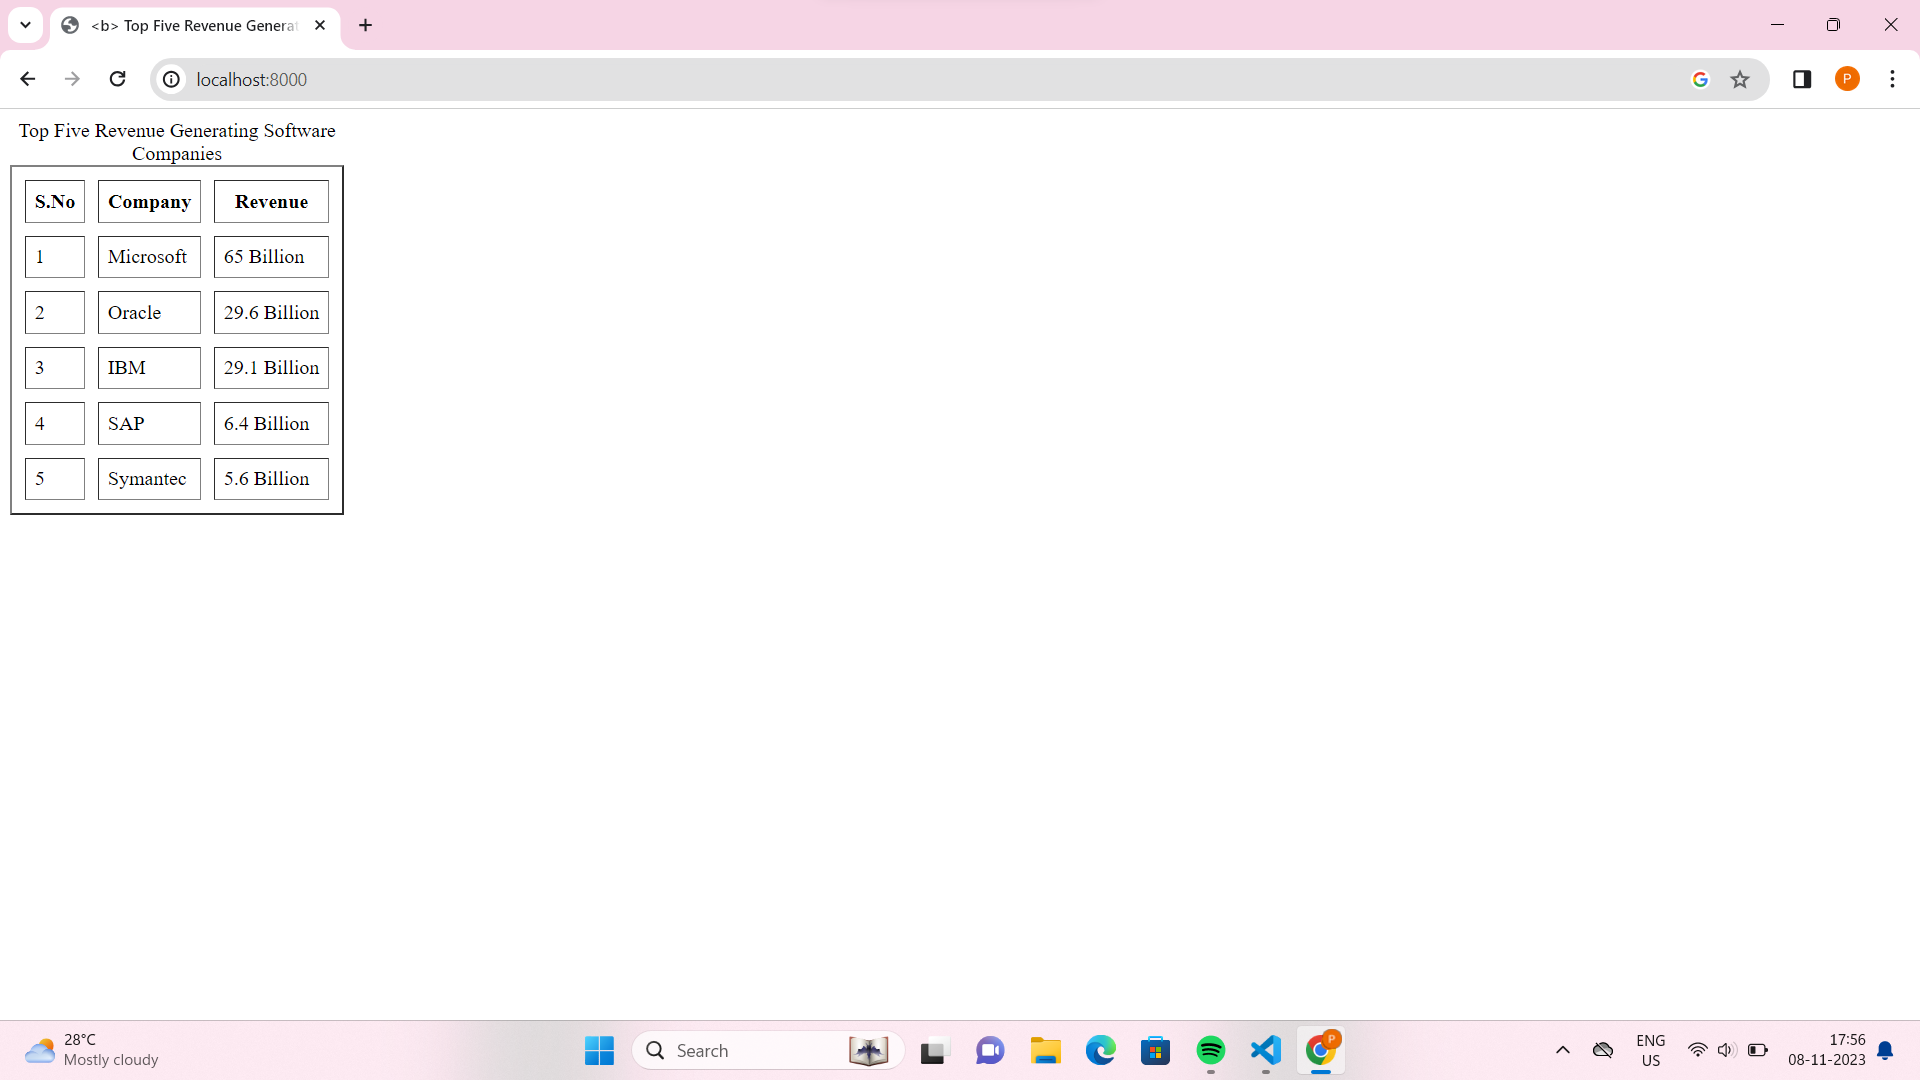 <b> Top Five Revenue Generat
localhost:8000
P
Top Five Revenue Generating Software
Companies
S.No Company Revenue
1 Microsoft 65 Billion
2 Oracle 29.6 Billion
3 IBM 29.1 Billion
4 SAP 6.4 Billion
5 Symantec 5.6 Billion
28°C
Mostly cloudy
Search
P
ENG
US
17:56
08-11-2023